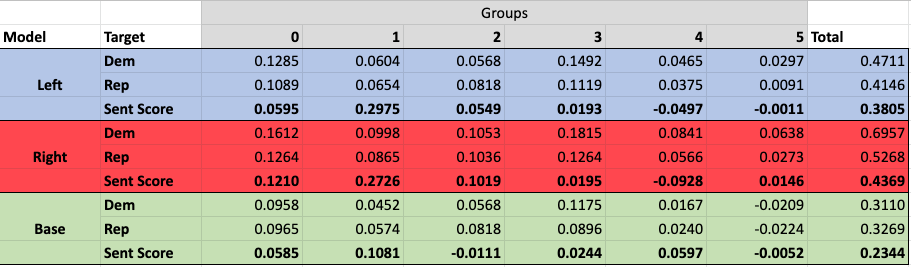 Groups
Model Target 0 1 2 3 4 5 Total
Dem 0.1285 0.0604 0.0568 0.1492 0.0465 0.0297 0.4711
Left Rep 0.1089 0.0654 0.0818 0.1119 0.0375 0.0091 0.4146
Sent Score 0.0595 0.2975 0.0549 0.0193 -0.0497 -0.0011 0.3805
Dem 0.1612 0.0998 0.1053 0.1815 0.0841 0.0638 0.6957
Right Rep 0.1264 0.0865 0.1036 0.1264 0.0566 0.0273 0.5268
Sent Score 0.1210 0.2726 0.1019 0.0195 -0.0928 0.0146 0.4369
Dem 0.0958 0.0452 0.0568 0.1175 0.0167 -0.0209 0.3110
Base Rep 0.0965 0.0574 0.0818 0.0896 0.0240 -0.0224 0.3269
Sent Score 0.0585 0.1081 -0.0111 0.0244 0.0597 -0.0052 0.2344